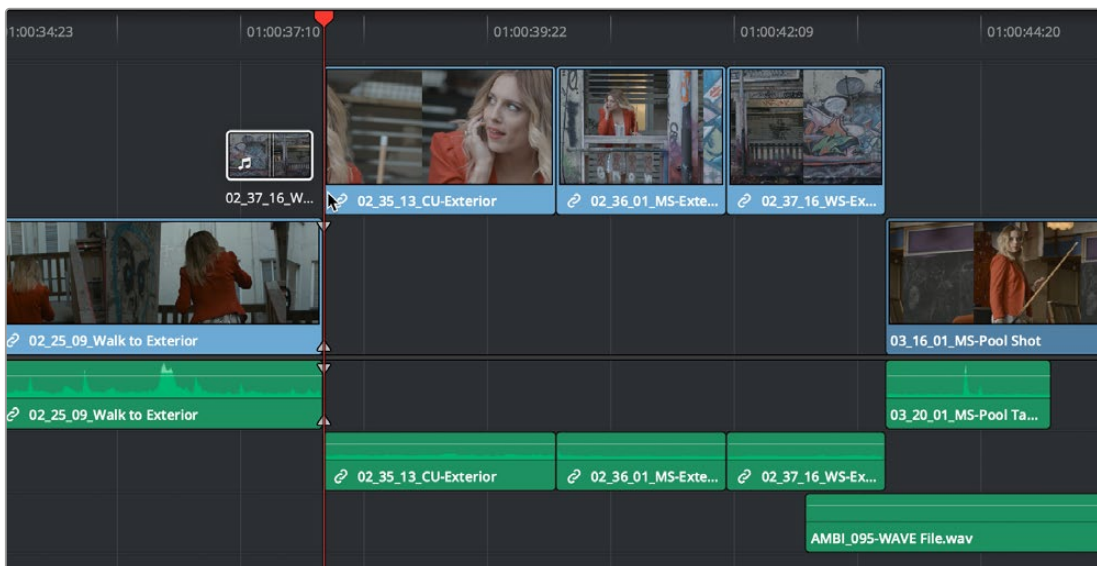 1:00:34:23
01:00:37:10
01:00:39:22
01:00:42:09
01:00:44:20
02_37_16_W...
02_35_13_CU-Exterior
02_36_01_MS-Exte...
02_37_16_WS-Ex...
02_25_09_Walk to Exterior
03_16_01_MS-Pool Shot
02_25_09_Walk to Exterior
03_20_01_MS-Pool Ta...
02_35_13_CU-Exterior
02_36_01_MS-Exte...
02_37_16_WS-Ex...
AMBI_095-WAVE File.wav